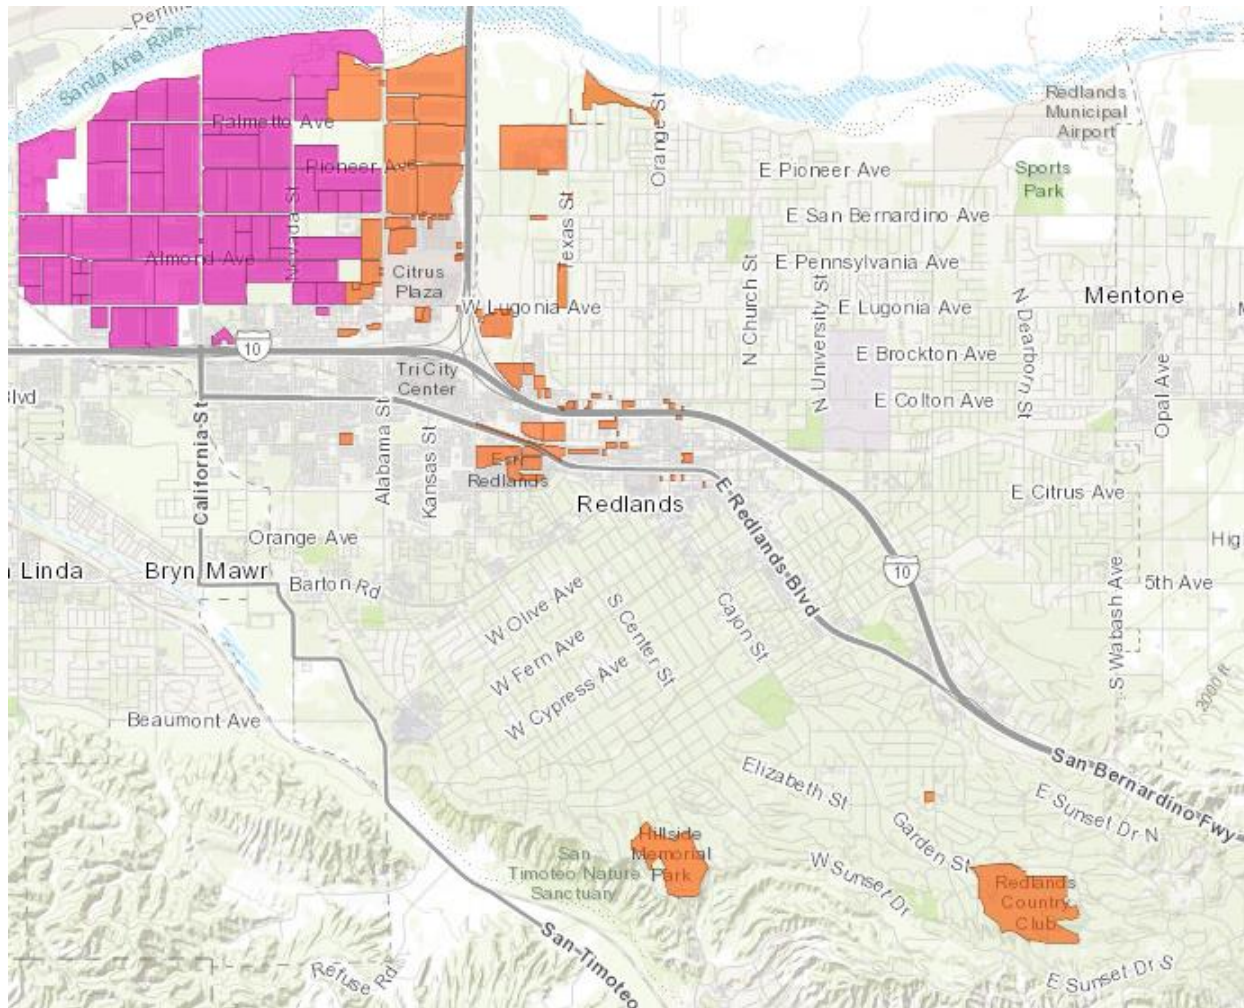 Santa Ana River
Palmetto Ave
Pioneer Ave
Nevada St
Almond Ave
Citrus
Plaza
Texas St
Orange St
W Lugonia Ave
Redlands
Municipal
Airport
E Pioneer Ave
Sports
Park
E San Bernardino Ave
E Pennsylvania Ave
N Church St
N University St
E Lugonia Ave
N Dearborn St
Mentone
E Brockton Ave
E Colton Ave
Opal Ave
10
Tri City
Center
Blvd
California St
Alabama St
Kansas St
Esri
Redlands
Redlands
E Redlands Blvd
E Citrus Ave
Orange Ave
Linda
Bryn Mawr
Barton Rd
10
5th Ave
S Wabash Ave
W Olive Ave
S Center St
Cajon St
W Fern Ave
W Cypress Ave
2000 ft
Beaumont Ave
San Bernardino Fwy
Elizabeth St
E Sunset Dr N
Garden St
Hillside
Memorial
Park
San
Timoteo Nature
Sanctuary
W Sunset Dr
Redlands
Country
Club
San Timoteo
Refuse Rd
E Sunset Dr S